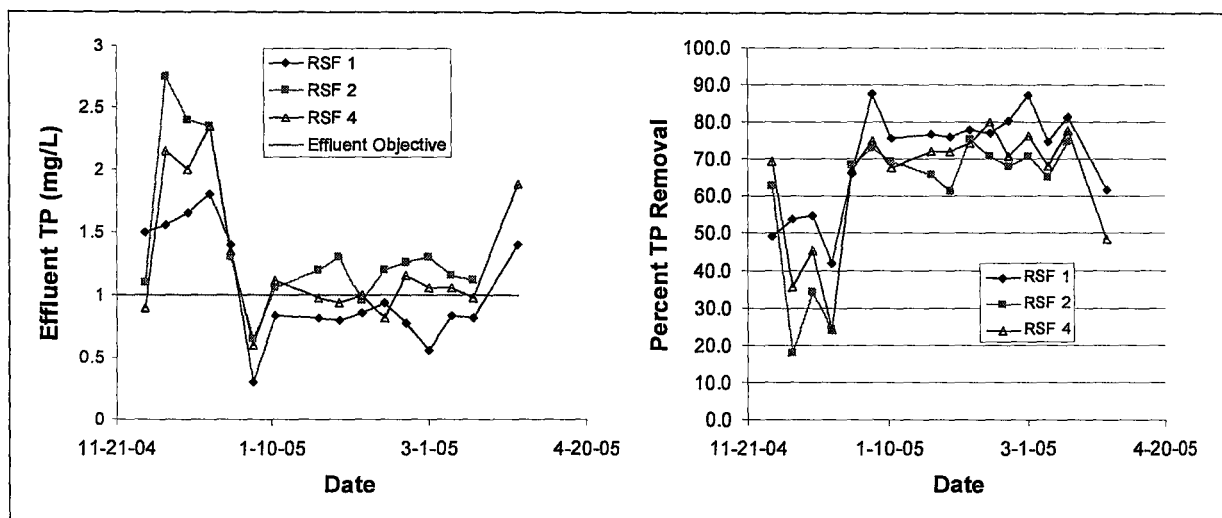 3
2.5
2
1.5
1
0.5
0
Effluent TP (mg/L)
RSF 1
RSF 2
RSF 4
Effluent Objective
11-21-04
1-10-05
3-1-05
4-20-05
Date
100.0
90.0
80.0
70.0
60.0
50.0
40.0
30.0
20.0
10.0
0.0
Percent TP Removal
RSF 1
RSF 2
RSF 4
11-21-04
1-10-05
3-1-05
4-20-05
Date